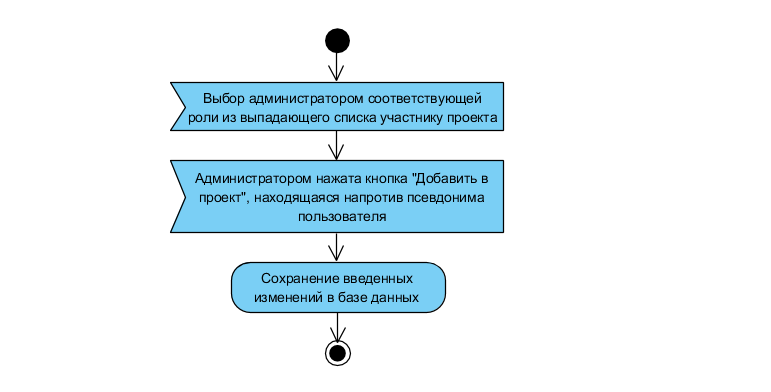 Выбор администратором соответствующей
роли из выпадающего списка участнику проекта
Администратором нажата кнопка "Добавить в
проект", находящаяся напротив псевдонима
пользователя
Сохранение введенных
изменений в базе данных